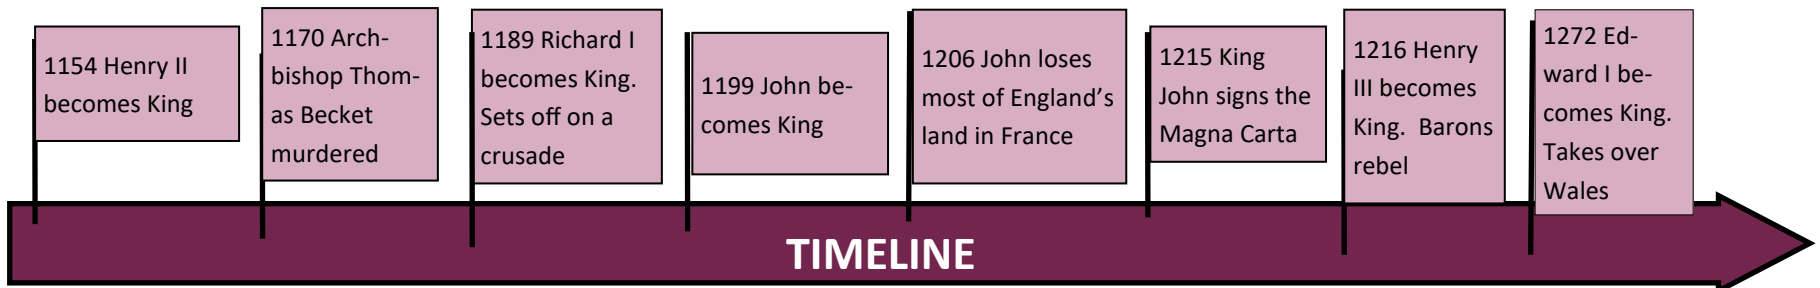 1154 Henry II
becomes King
1170 Arch-
bishop Thom-
as Becket
murdered
1189 Richard I
becomes King.
Sets off on a
crusade
1199 John be-
comes King
1206 John loses
most of England’s
land in France
1215 King
John signs the
Magna Carta
1216 Henry
III becomes
King.  Barons
rebel
1272 Ed-
ward I be-
comes King.
Takes over
Wales
TIMELINE